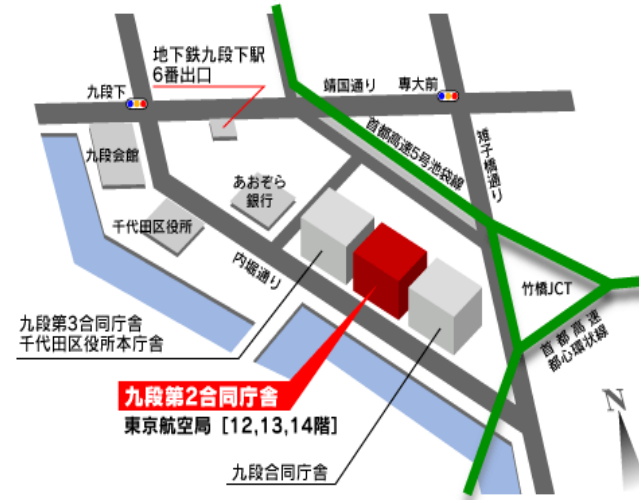 地下鉄九段下駅
6番出口
九段下
靖国通り
専大前
首都高速5号池袋線
雉子橋通り
九段会館
あおぞら
銀行
千代田区役所
内堀通り
竹橋JCT
首都高速
都心環状線
九段第3合同庁舎
千代田区役所本庁舎
九段第2合同庁舎
東京航空局［12,13,14階］
九段合同庁舎
N